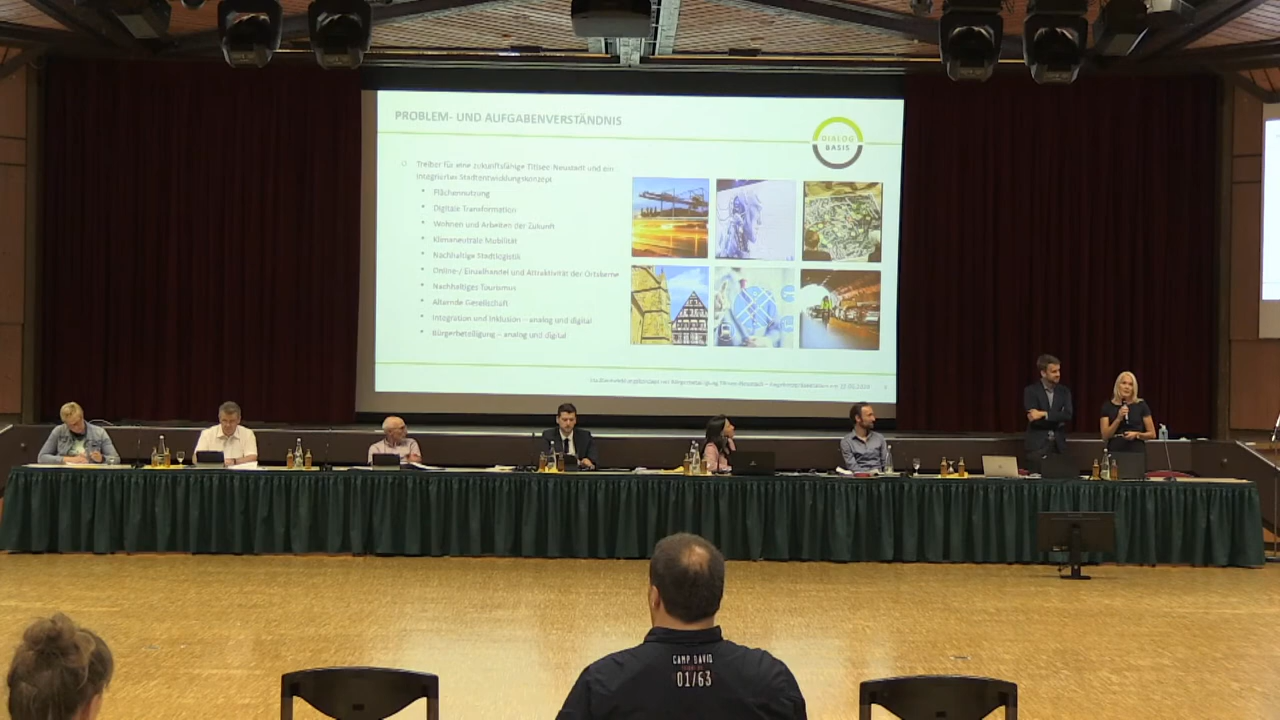 PROBLEM- UND AUFGABENVERSTÄNDNIS
DIALOG
BASIS
Treiber für eine zukunftsfähige Titisee-Neustadt und ein
Integriertes Stadtentwicklungskonzept
Flächennutzung
Digitale Transformation
Wohnen und Arbeiten der Zukunft
Klimaneutrale Mobilität
Nachhaltige Stadtlogistik
Online-/ Einzelhandel und Attraktivität der Ortskerne
Nachhaltiges Tourismus
Alternde Gesellschaft
Integration und Inklusion – analog und digital
Bürgerbeteiligung – analog und digital
CAMP DAVID
01/63